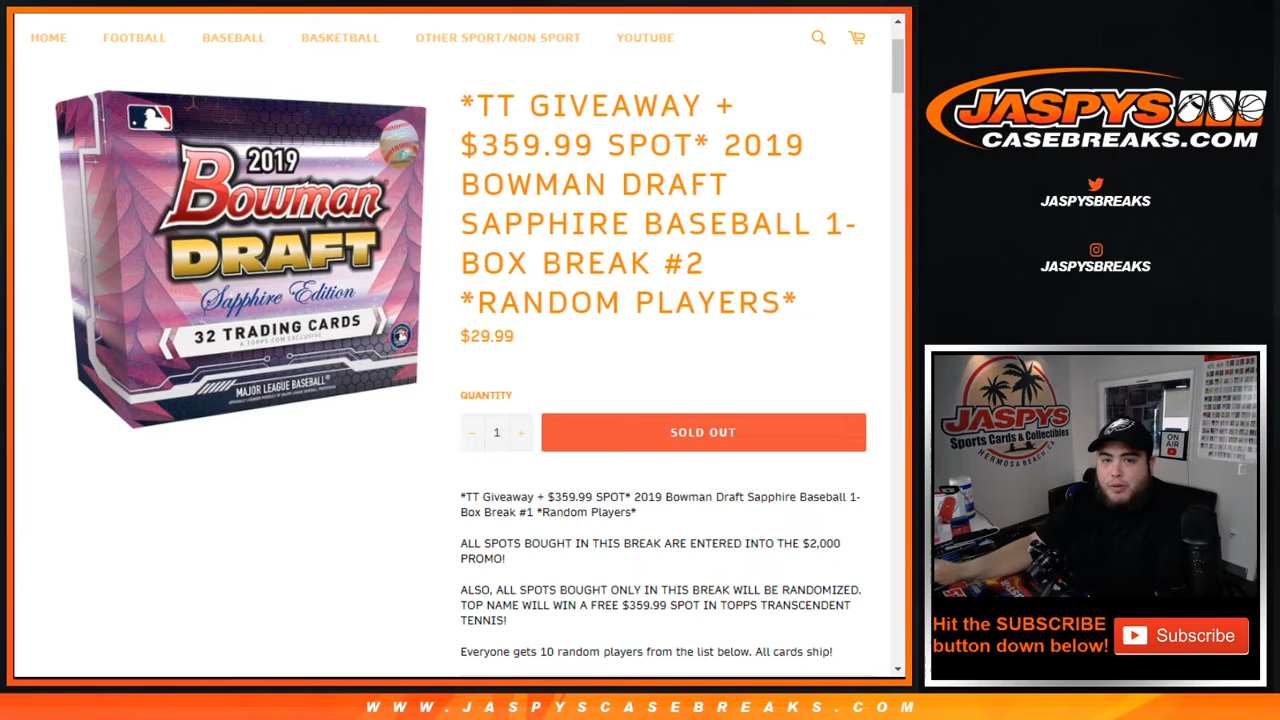 HOME FOOTBALL BASEBALL BASKETBALL OTHER SPORT/NON SPORT YOUTUBE
2019
Bowman
DRAFT
Sapphire Edition
32 TRADING CARDS
A TOPPS.COM EXCLUSIVE
MAJOR LEAGUE BASEBALL
*TT GIVEAWAY +
$359.99 SPOT* 2019
BOWMAN DRAFT
SAPPHIRE BASEBALL 1-
BOX BREAK #2
*RANDOM PLAYERS*
$29.99
QUANTITY
− 1 + SOLD OUT
*TT Giveaway + $359.99 SPOT* 2019 Bowman Draft Sapphire Baseball 1-
Box Break #1 *Random Players*
ALL SPOTS BOUGHT IN THIS BREAK ARE ENTERED INTO THE $2,000
PROMO!
ALSO, ALL SPOTS BOUGHT ONLY IN THIS BREAK WILL BE RANDOMIZED.
TOP NAME WILL WIN A FREE $359.99 SPOT IN TOPPS TRANSCENDENT
TENNIS!
Everyone gets 10 random players from the list below. All cards ship!
JASPYS
CASEBREAKS.COM
JASPYSBREAKS
JASPYSBREAKS
JASPYS
Sports Cards & Collectibles
HERMOSA BEACH, CA
ON
AIR
Hit the SUBSCRIBE
button down below!
Subscribe
WWW.JASPYSCASEBREAKS.COM